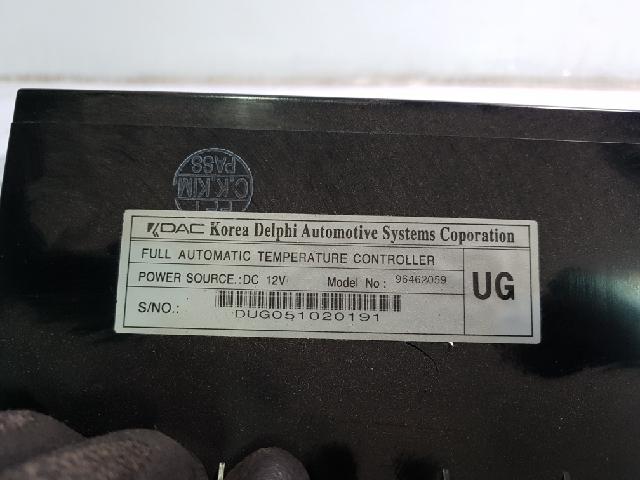 PASS
C.K.KIM
KDAC Korea Delphi Automotive Systems Coporation
FULL AUTOMATIC TEMPERATURE CONTROLLER
POWER SOURCE.:DC 12V Model No: 96462059
UG
S/NO.:
DUG051020191